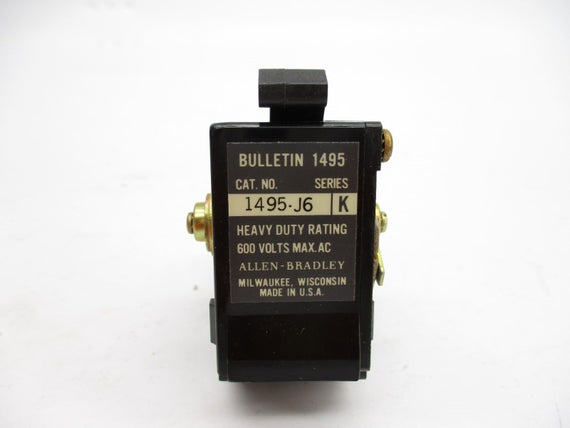 BULLETIN 1495
CAT. NO. SERIES
1495-J6 K
HEAVY DUTY RATING
600 VOLTS MAX. AC
ALLEN-BRADLEY
MILWAUKEE, WISCONSIN
MADE IN U.S.A.